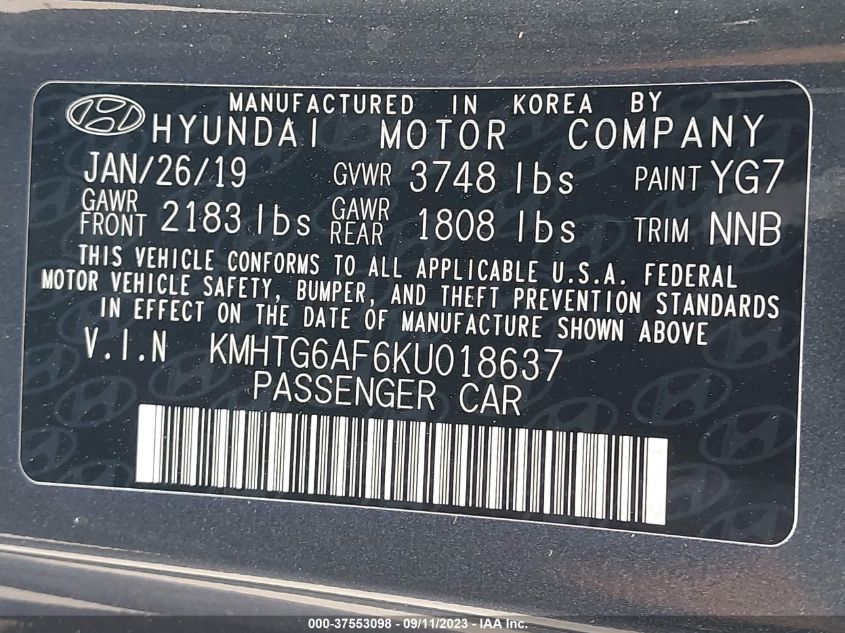 MANUFACTURED IN KOREA BY
HYUNDAI MOTOR COMPANY
JAN/26/19 GVWR 3748 lbs PAINT YG7
GAWR FRONT 2183 lbs GAWR REAR 1808 lbs TRIM NNB
THIS VEHICLE CONFORMS TO ALL APPLICABLE U.S.A. FEDERAL
MOTOR VEHICLE SAFETY, BUMPER, AND THEFT PREVENTION STANDARDS
IN EFFECT ON THE DATE OF MANUFACTURE SHOWN ABOVE
V.I.N KMHTG6AF6KU018637
PASSENGER CAR
000-37553098 - 09/11/2023 - IAA Inc.